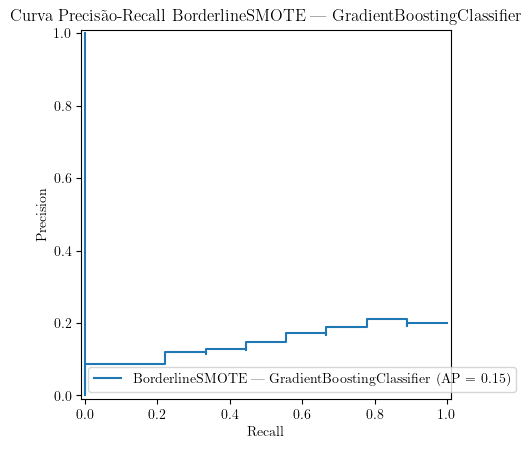 Curva Precisão-Recall BorderlineSMOTE — GradientBoostingClassifier
1.0
0.8
0.6
0.4
0.2
0.0
Precision
BorderlineSMOTE — GradientBoostingClassifier (AP = 0.15)
0.0 0.2 0.4 0.6 0.8 1.0
Recall